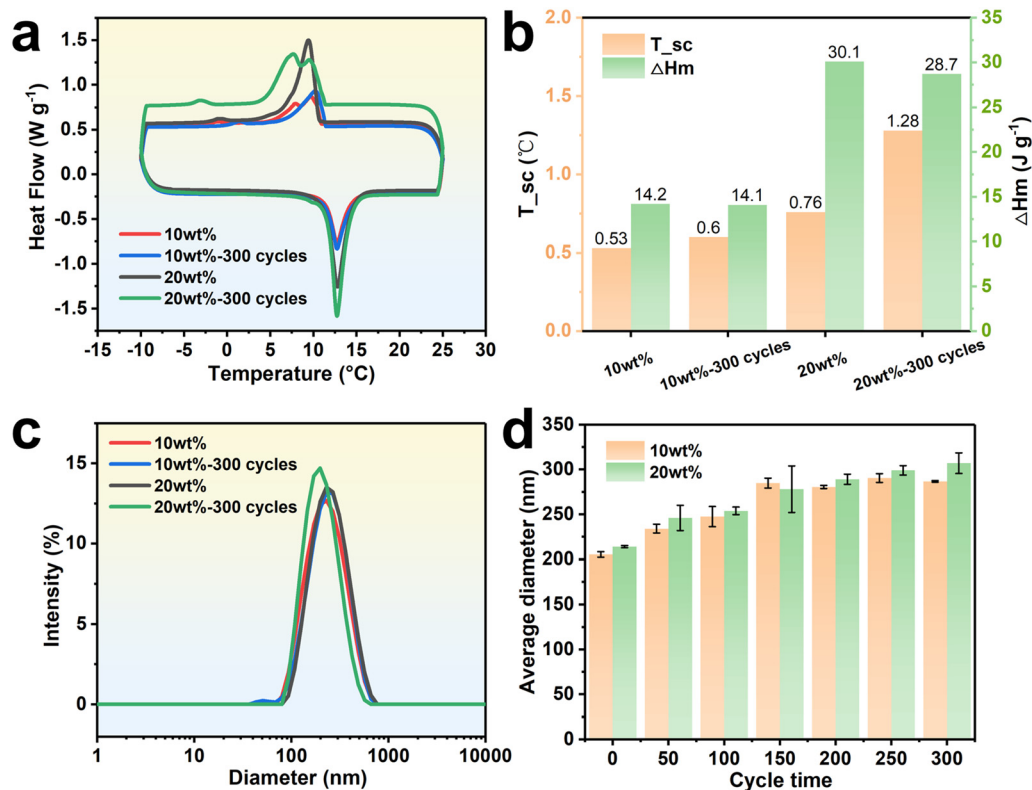 a
1.5
1.0
0.5
0.0
-0.5
-1.0
-1.5
Heat Flow (W g⁻¹)
10wt%
10wt%-300 cycles
20wt%
20wt%-300 cycles
-15 -10 -5 0 5 10 15 20 25 30
Temperature (°C)
b
2.0
1.5
1.0
0.5
0.0
T_sc (℃)
T_sc
△Hm
0.53
14.2
0.6
14.1
0.76
30.1
1.28
28.7
35
30
25
20
15
10
5
0
△Hm (J g⁻¹)
10wt%
10wt%-300 cycles
20wt%
20wt%-300 cycles
c
15
10
5
0
Intensity (%)
10wt%
10wt%-300 cycles
20wt%
20wt%-300 cycles
1 10 100 1000 10000
Diameter (nm)
d
350
300
250
200
150
100
50
0
Average diameter (nm)
10wt%
20wt%
0 50 100 150 200 250 300
Cycle time